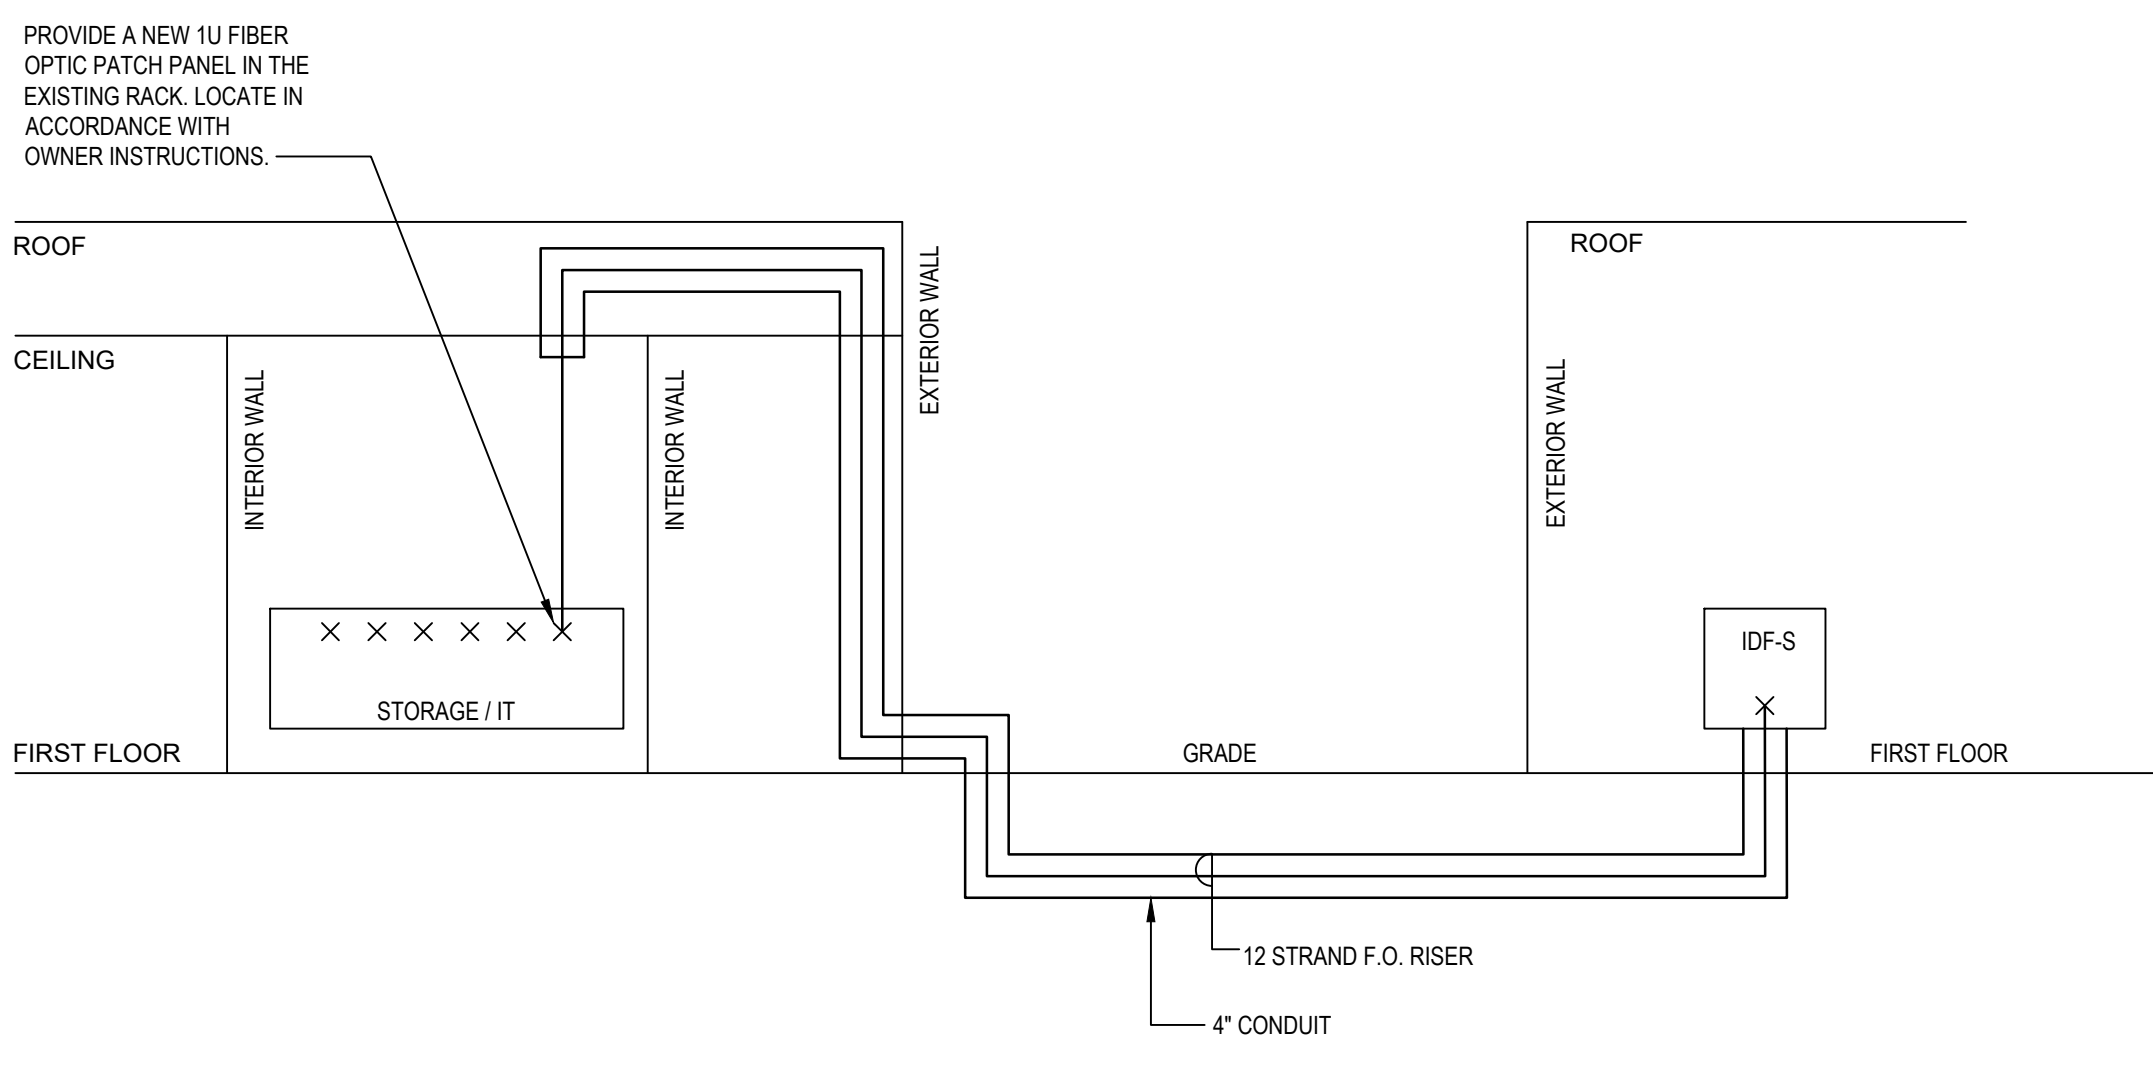 PROVIDE A NEW 1U FIBER
OPTIC PATCH PANEL IN THE
EXISTING RACK. LOCATE IN
ACCORDANCE WITH
OWNER INSTRUCTIONS.
ROOF
ROOF
EXTERIOR WALL
CEILING
INTERIOR WALL
INTERIOR WALL
EXTERIOR WALL
IDF-S
STORAGE / IT
FIRST FLOOR
GRADE
FIRST FLOOR
12 STRAND F.O. RISER
4" CONDUIT